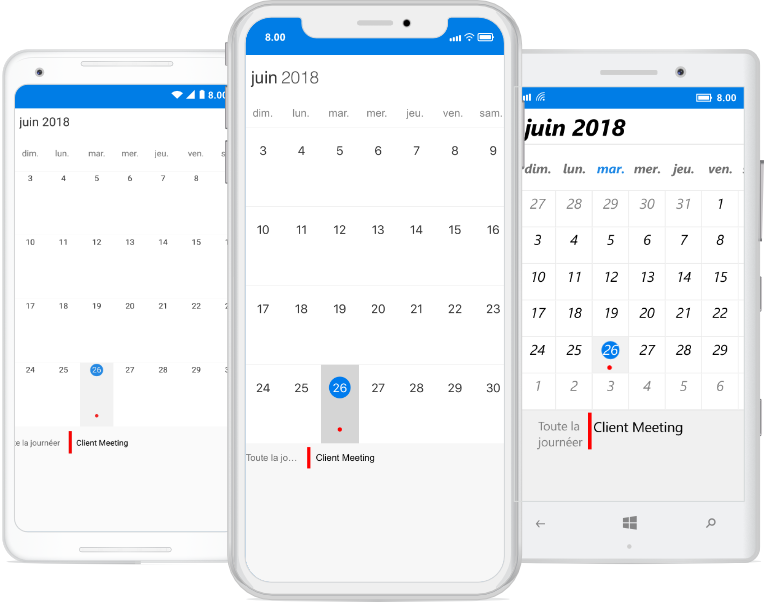 8.00
juin 2018
dim. lun. mar. mer. jeu. ven. s
3 4 5 6 7 8
10 11 12 13 14 15 1
17 18 19 20 21 22 2
24 25 26 27 28 29 3
te la journéer Client Meeting
8.00
juin 2018
dim. lun. mar. mer. jeu. ven. sam.
3 4 5 6 7 8 9
10 11 12 13 14 15 16
17 18 19 20 21 22 23
24 25 26 27 28 29 30
Toute la jo... Client Meeting
8.00
juin 2018
dim. lun. mar. mer. jeu. ven.
27 28 29 30 31 1
3 4 5 6 7 8
10 11 12 13 14 15
17 18 19 20 21 22
24 25 26 27 28 29
1 2 3 4 5 6
Toute la
journéer
Client Meeting